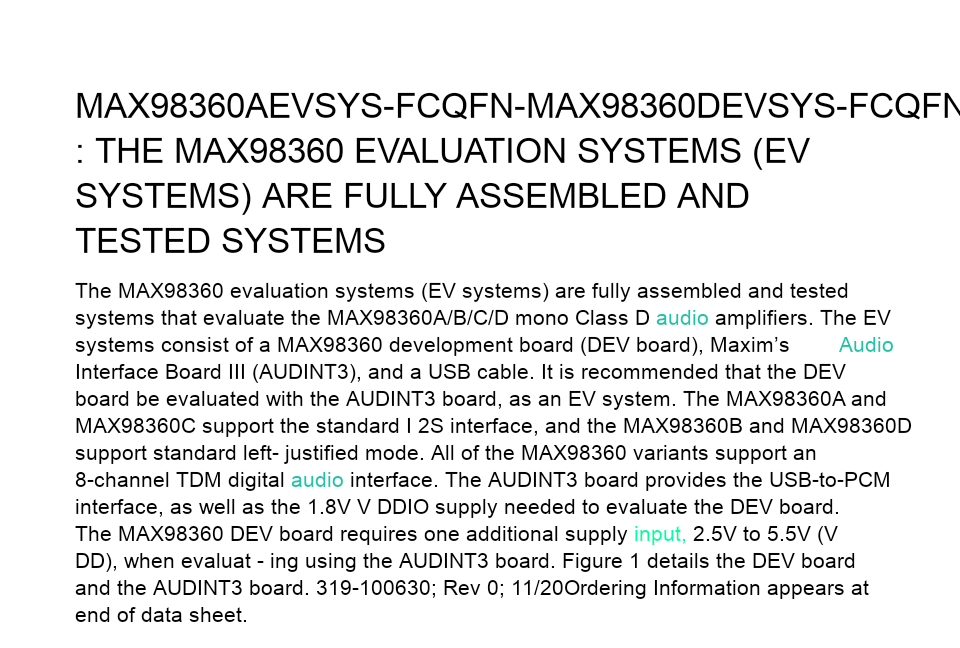 MAX98360AEVSYS-FCQFN-MAX98360DEVSYS-FCQFN
: THE MAX98360 EVALUATION SYSTEMS (EV
SYSTEMS) ARE FULLY ASSEMBLED AND
TESTED SYSTEMS
The MAX98360 evaluation systems (EV systems) are fully assembled and tested
systems that evaluate the MAX98360A/B/C/D mono Class D audio amplifiers. The EV
systems consist of a MAX98360 development board (DEV board), Maxim’s Audio
Interface Board III (AUDINT3), and a USB cable. It is recommended that the DEV
board be evaluated with the AUDINT3 board, as an EV system. The MAX98360A and
MAX98360C support the standard I 2S interface, and the MAX98360B and MAX98360D
support standard left- justified mode. All of the MAX98360 variants support an
8-channel TDM digital audio interface. The AUDINT3 board provides the USB-to-PCM
interface, as well as the 1.8V V DDIO supply needed to evaluate the DEV board.
The MAX98360 DEV board requires one additional supply input, 2.5V to 5.5V (V
DD), when evaluat - ing using the AUDINT3 board. Figure 1 details the DEV board
and the AUDINT3 board. 319-100630; Rev 0; 11/20Ordering Information appears at
end of data sheet.